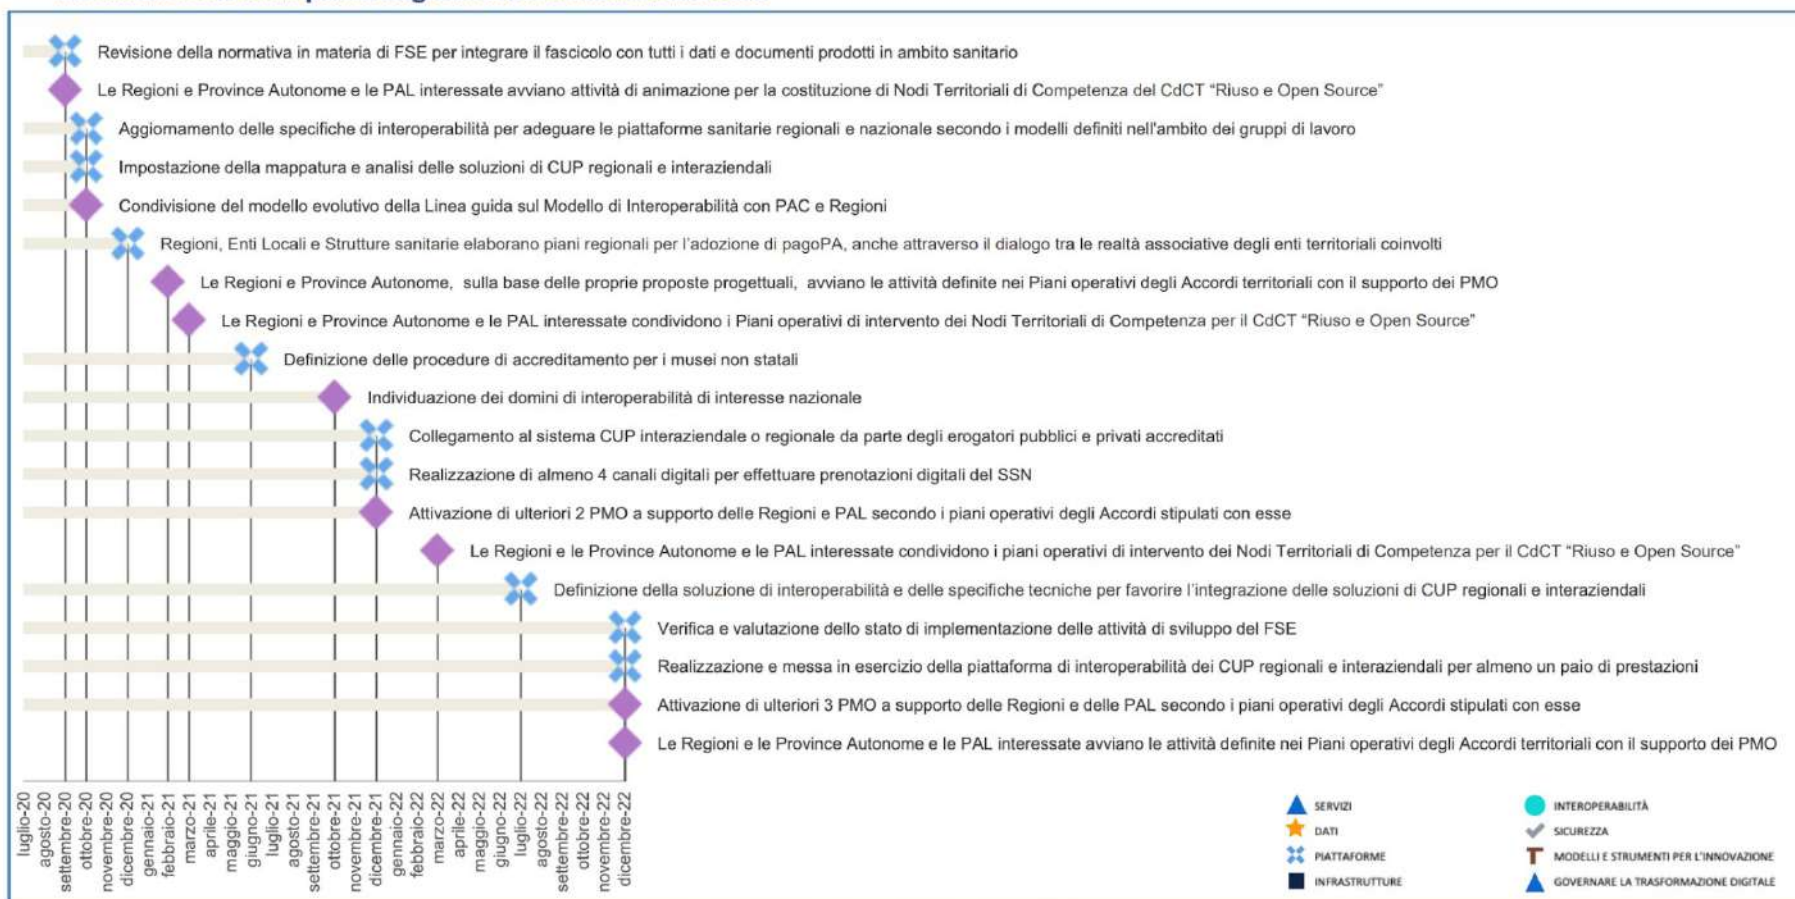 Revisione della normativa in materia di FSE per integrare il fascicolo con tutti i dati e documenti prodotti in ambito sanitario
Le Regioni e Province Autonome e le PAL interessate avviano attività di animazione per la costituzione di Nodi Territoriali di Competenza del CdCT “Riuso e Open Source”
Aggiornamento delle specifiche di interoperabilità per adeguare le piattaforme sanitarie regionali e nazionale secondo i modelli definiti nell'ambito dei gruppi di lavoro
Impostazione della mappatura e analisi delle soluzioni di CUP regionali e interaziendali
Condivisione del modello evolutivo della Linea guida sul Modello di Interoperabilità con PAC e Regioni
Regioni, Enti Locali e Strutture sanitarie elaborano piani regionali per l’adozione di pagoPA, anche attraverso il dialogo tra le realtà associative degli enti territoriali coinvolti
Le Regioni e Province Autonome, sulla base delle proprie proposte progettuali, avviano le attività definite nei Piani operativi degli Accordi territoriali con il supporto dei PMO
Le Regioni e Province Autonome e le PAL interessate condividono i Piani operativi di intervento dei Nodi Territoriali di Competenza per il CdCT “Riuso e Open Source”
Definizione delle procedure di accreditamento per i musei non statali
Individuazione dei domini di interoperabilità di interesse nazionale
Collegamento al sistema CUP interaziendale o regionale da parte degli erogatori pubblici e privati accreditati
Realizzazione di almeno 4 canali digitali per effettuare prenotazioni digitali del SSN
Attivazione di ulteriori 2 PMO a supporto delle Regioni e PAL secondo i piani operativi degli Accordi stipulati con esse
Le Regioni e le Province Autonome e le PAL interessate condividono i piani operativi di intervento dei Nodi Territoriali di Competenza per il CdCT “Riuso e Open Source”
Definizione della soluzione di interoperabilità e delle specifiche tecniche per favorire l’integrazione delle soluzioni di CUP regionali e interaziendali
Verifica e valutazione dello stato di implementazione delle attività di sviluppo del FSE
Realizzazione e messa in esercizio della piattaforma di interoperabilità dei CUP regionali e interaziendali per almeno un paio di prestazioni
Attivazione di ulteriori 3 PMO a supporto delle Regioni e delle PAL secondo i piani operativi degli Accordi stipulati con esse
Le Regioni e le Province Autonome e le PAL interessate avviano le attività definite nei Piani operativi degli Accordi territoriali con il supporto dei PMO
luglio-20
agosto-20
settembre-20
ottobre-20
novembre-20
dicembre-20
gennaio-21
febbraio-21
marzo-21
aprile-21
maggio-21
giugno-21
luglio-21
agosto-21
settembre-21
ottobre-21
novembre-21
dicembre-21
gennaio-22
febbraio-22
marzo-22
aprile-22
maggio-22
giugno-22
luglio-22
agosto-22
settembre-22
ottobre-22
novembre-22
dicembre-22
SERVIZI
DATI
PIATTAFORME
INFRASTRUTTURE
INTEROPERABILITÀ
SICUREZZA
MODELLI E STRUMENTI PER L'INNOVAZIONE
GOVERNARE LA TRASFORMAZIONE DIGITALE